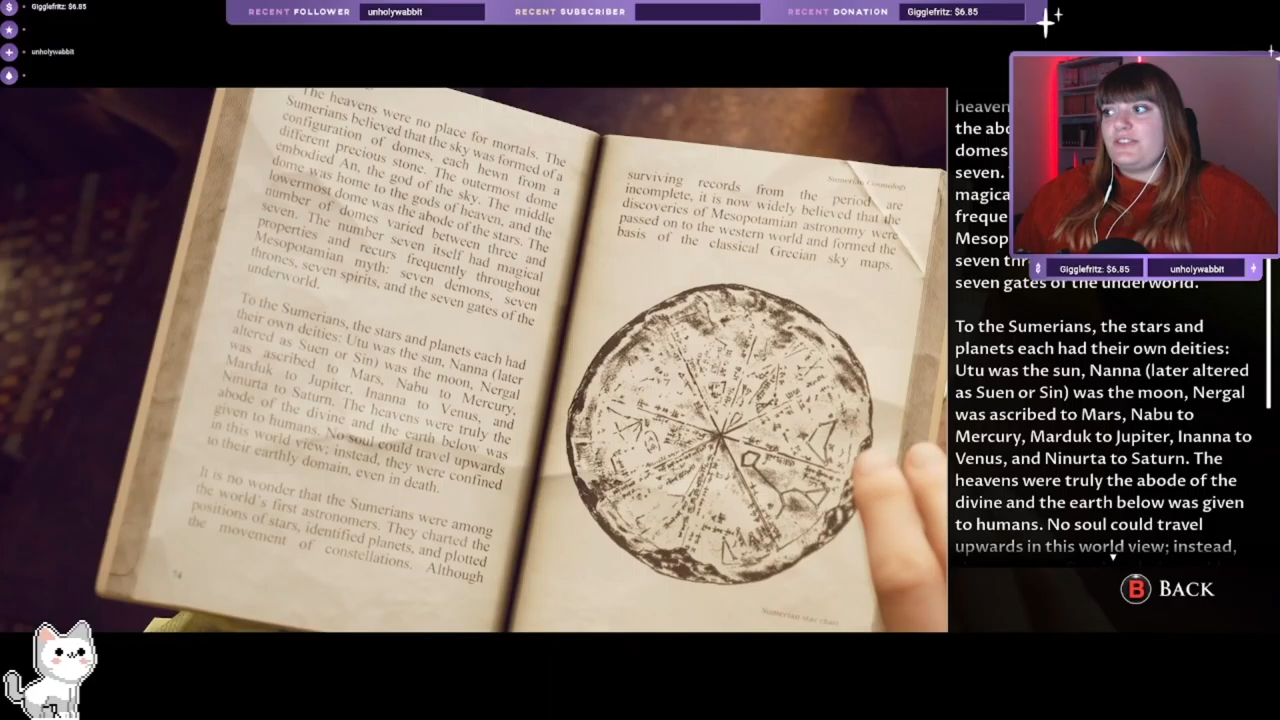 Gigglefritz: $6.85
unholywabbit
RECENT FOLLOWER
unholywabbit
RECENT SUBSCRIBER
RECENT DONATION
Gigglefritz: $6.85
The heavens were no place for mortals. The
Sumerians believed that the sky was formed of a
configuration of domes, each hewn from a
different precious stone. The outermost dome
embodied An, the god of the sky. The middle
dome was home to the gods of heaven, and the
lowermost dome was the abode of the stars. The
number of domes varied between three and
seven. The number seven itself had magical
properties and recurs frequently throughout
Mesopotamian myth: seven demons, seven
thrones, seven spirits, and the seven gates of the
underworld.
To the Sumerians, the stars and planets each had
their own deities: Utu was the sun, Nanna (later
altered as Suen or Sin) was the moon, Nergal
was ascribed to Mars, Nabu to Mercury,
Marduk to Jupiter, Inanna to Venus, and
Ninurta to Saturn. The heavens were truly the
abode of the divine and the earth below was
given to humans. No soul could travel upwards
in this world view; instead, they were confined
to their earthly domain, even in death.
It is no wonder that the Sumerians were among
the world's first astronomers. They charted the
positions of stars, identified planets, and plotted
the movement of constellations. Although
74
Sumerian Cosmology
surviving records from the period are
incomplete, it is now widely believed that the
discoveries of Mesopotamian astronomy were
passed on to the western world and formed the
basis of the classical Grecian sky maps.
Sumerian star chart
heaven
the abo
domes
seven.
magica
freque
Mesop
seven thr
seven gates of the underworld.
To the Sumerians, the stars and
planets each had their own deities:
Utu was the sun, Nanna (later altered
as Suen or Sin) was the moon, Nergal
was ascribed to Mars, Nabu to
Mercury, Marduk to Jupiter, Inanna to
Venus, and Ninurta to Saturn. The
heavens were truly the abode of the
divine and the earth below was given
to humans. No soul could travel
upwards in this world view; instead,
Gigglefritz: $6.85
unholywabbit
B BACK